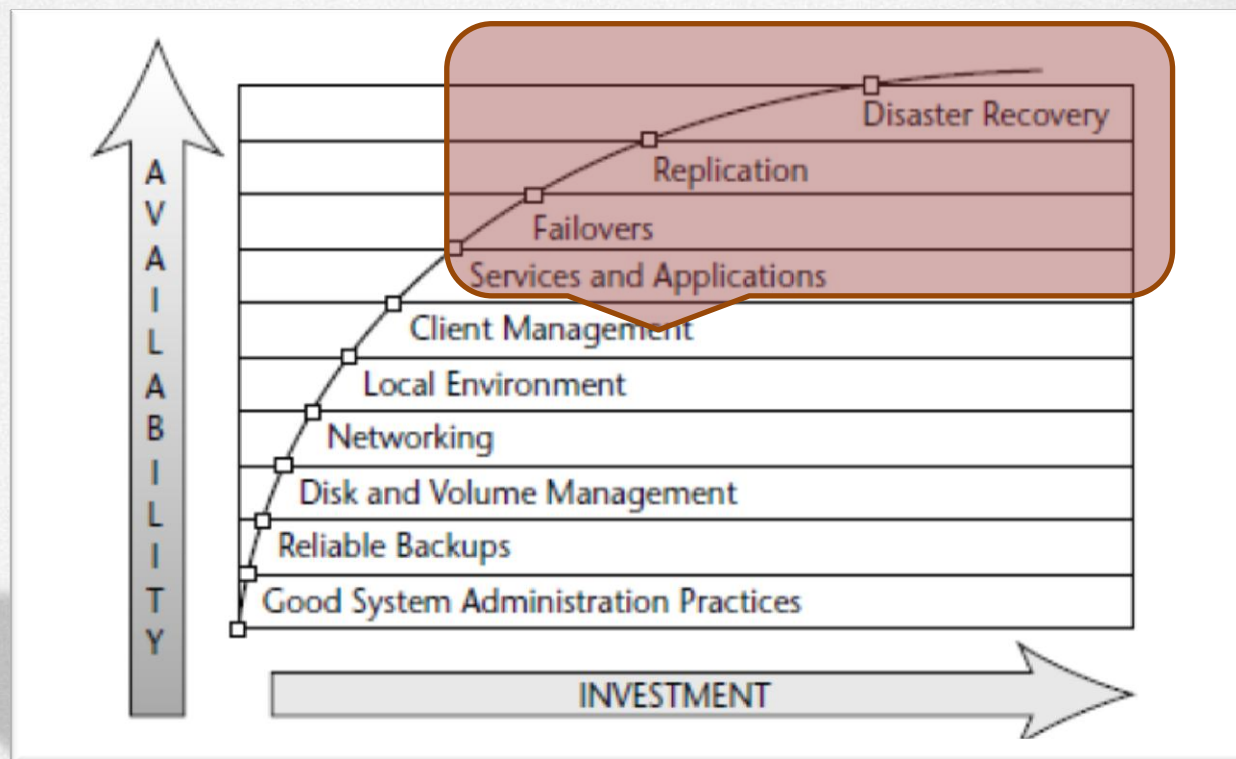 AVAILABILITY
Disaster Recovery
Replication
Failovers
Services and Applications
Client Management
Local Environment
Networking
Disk and Volume Management
Reliable Backups
Good System Administration Practices
INVESTMENT